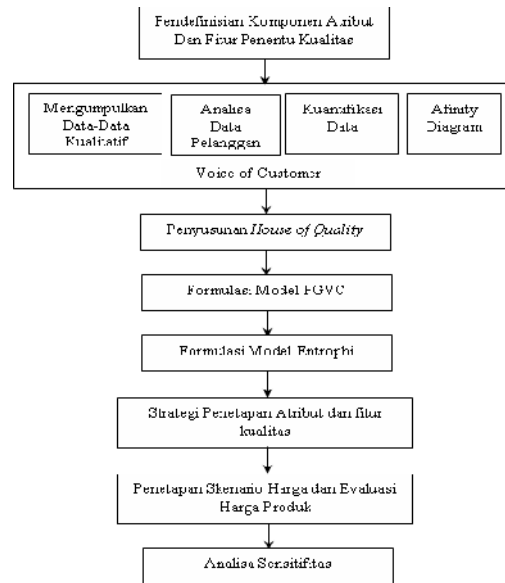 Pendefinisian Komponen Atribut
Dan Fitur Penentu Kualitas
Mengumpulkan
Data-Data
Kualitatif
Analisa
Data
Pelanggan
Kuantifikasi
Data
Afinity
Diagram
Voice of Customer
Penyusunan House of Quality
Formulasi Model PGVC
Formulasi Model Entrophi
Strategi Penetapan Atribut dan fitur
kualitas
Penetapan Skenario Harga dan Evaluasi
Harga Produk
Analisa Sensitifitas